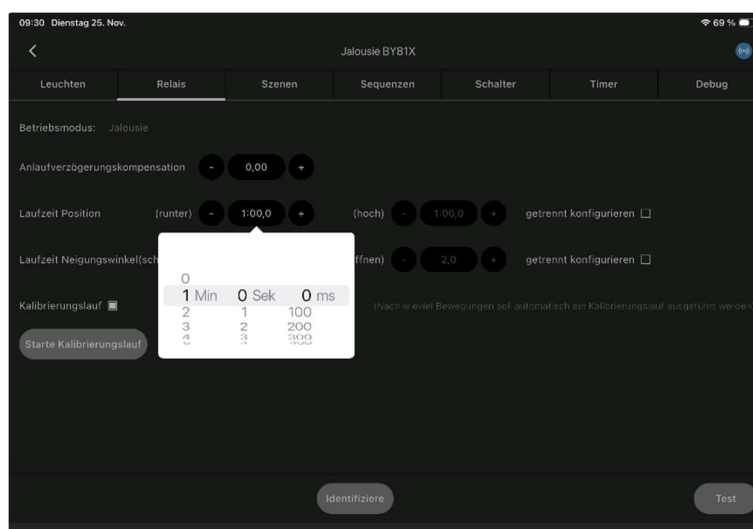 09:30 Dienstag 25. Nov. 69 %
Jalousie BY81X
Leuchten Relais Szenen Sequenzen Schalter Timer Debug
Betriebsmodus: Jalousie
Anlaufverzögerungskompensation - 0,00 +
Laufzeit Position (runter) - 1:00,0 + (hoch) - 1:00,0 + getrennt konfigurieren
Laufzeit Neigungswinkel(sch ffnen) - 2,0 + getrennt konfigurieren
0
1 Min 0 Sek 0 ms
2 1 100
3 2 200
4 3 300
Kalibrierungslauf (Nach wieviel Bewegungen soll automatisch ein Kalibrierungslauf ausgeführt werden
Starte Kalibrierungslauf
Identifiziere Test